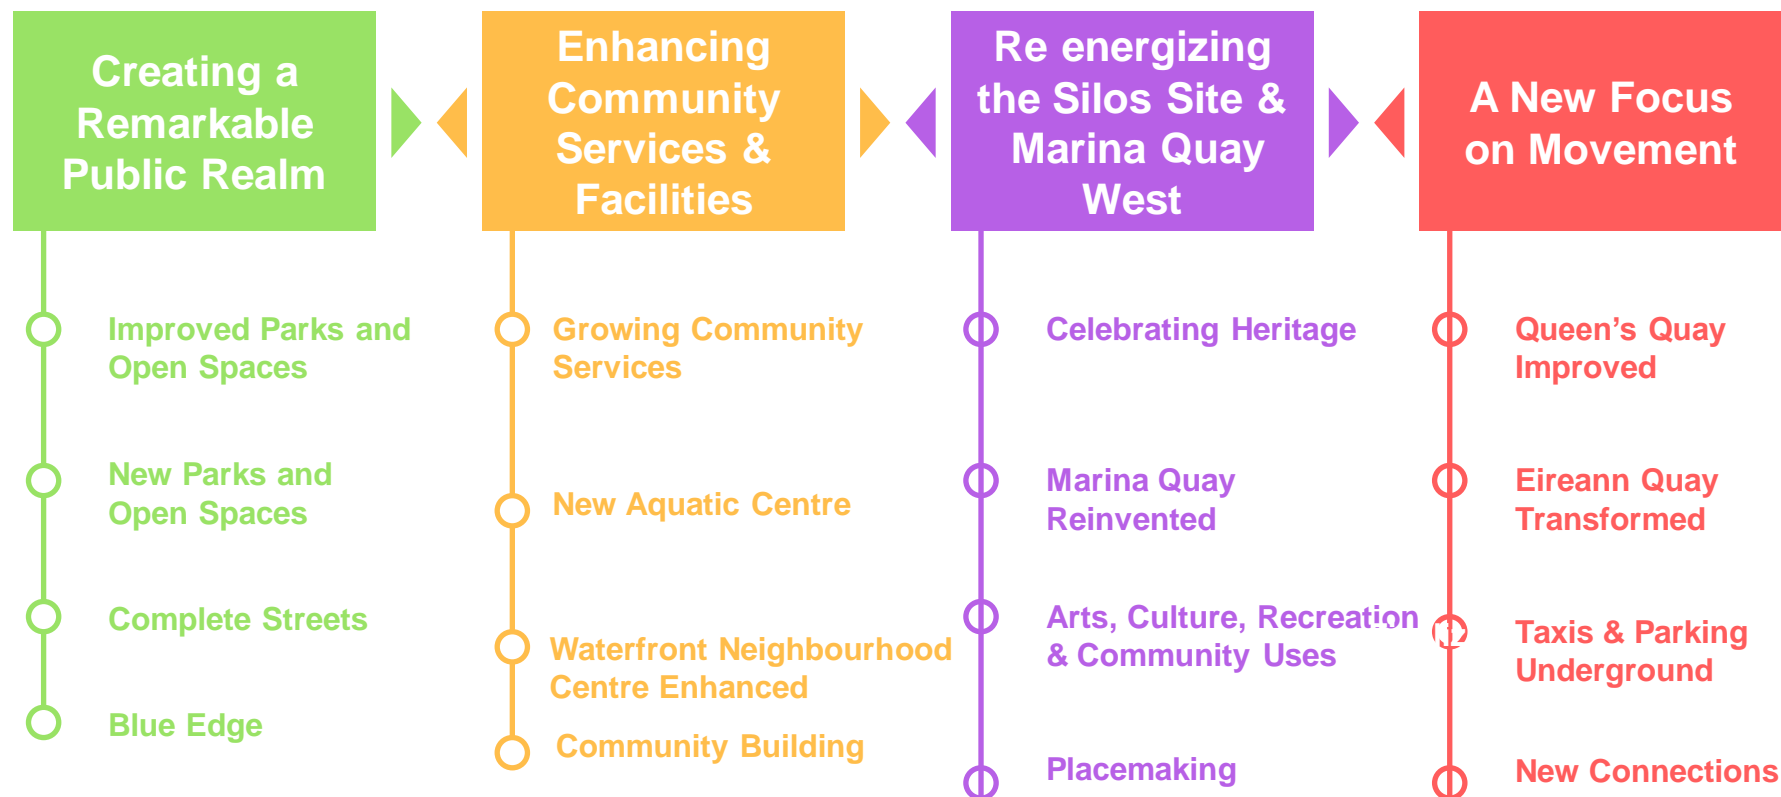 Creating a
Remarkable
Public Realm
Improved Parks and
Open Spaces
New Parks and
Open Spaces
Complete Streets
Blue Edge
Enhancing
Community
Services &
Facilities
Growing Community
Services
New Aquatic Centre
Waterfront Neighbourhood
Centre Enhanced
Community Building
Re energizing
the Silos Site &
Marina Quay
West
Celebrating Heritage
Marina Quay
Reinvented
Arts, Culture, Recreation
& Community Uses
Placemaking
A New Focus
on Movement
Queen’s Quay
Improved
Eireann Quay
Transformed
Taxis & Parking
Underground
New Connections